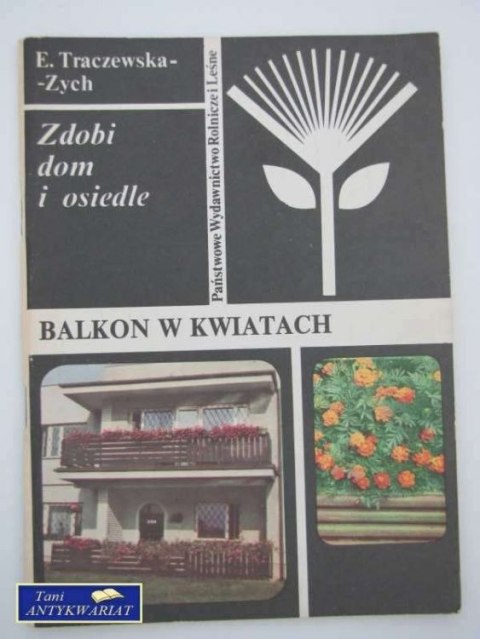 E. Traczewska-
-Zych
Zdobi
dom
i osiedle
Państwowe Wydawnictwo Rolnicze i Leśne
BALKON W KWIATACH
Tani
ANTYKWARIAT